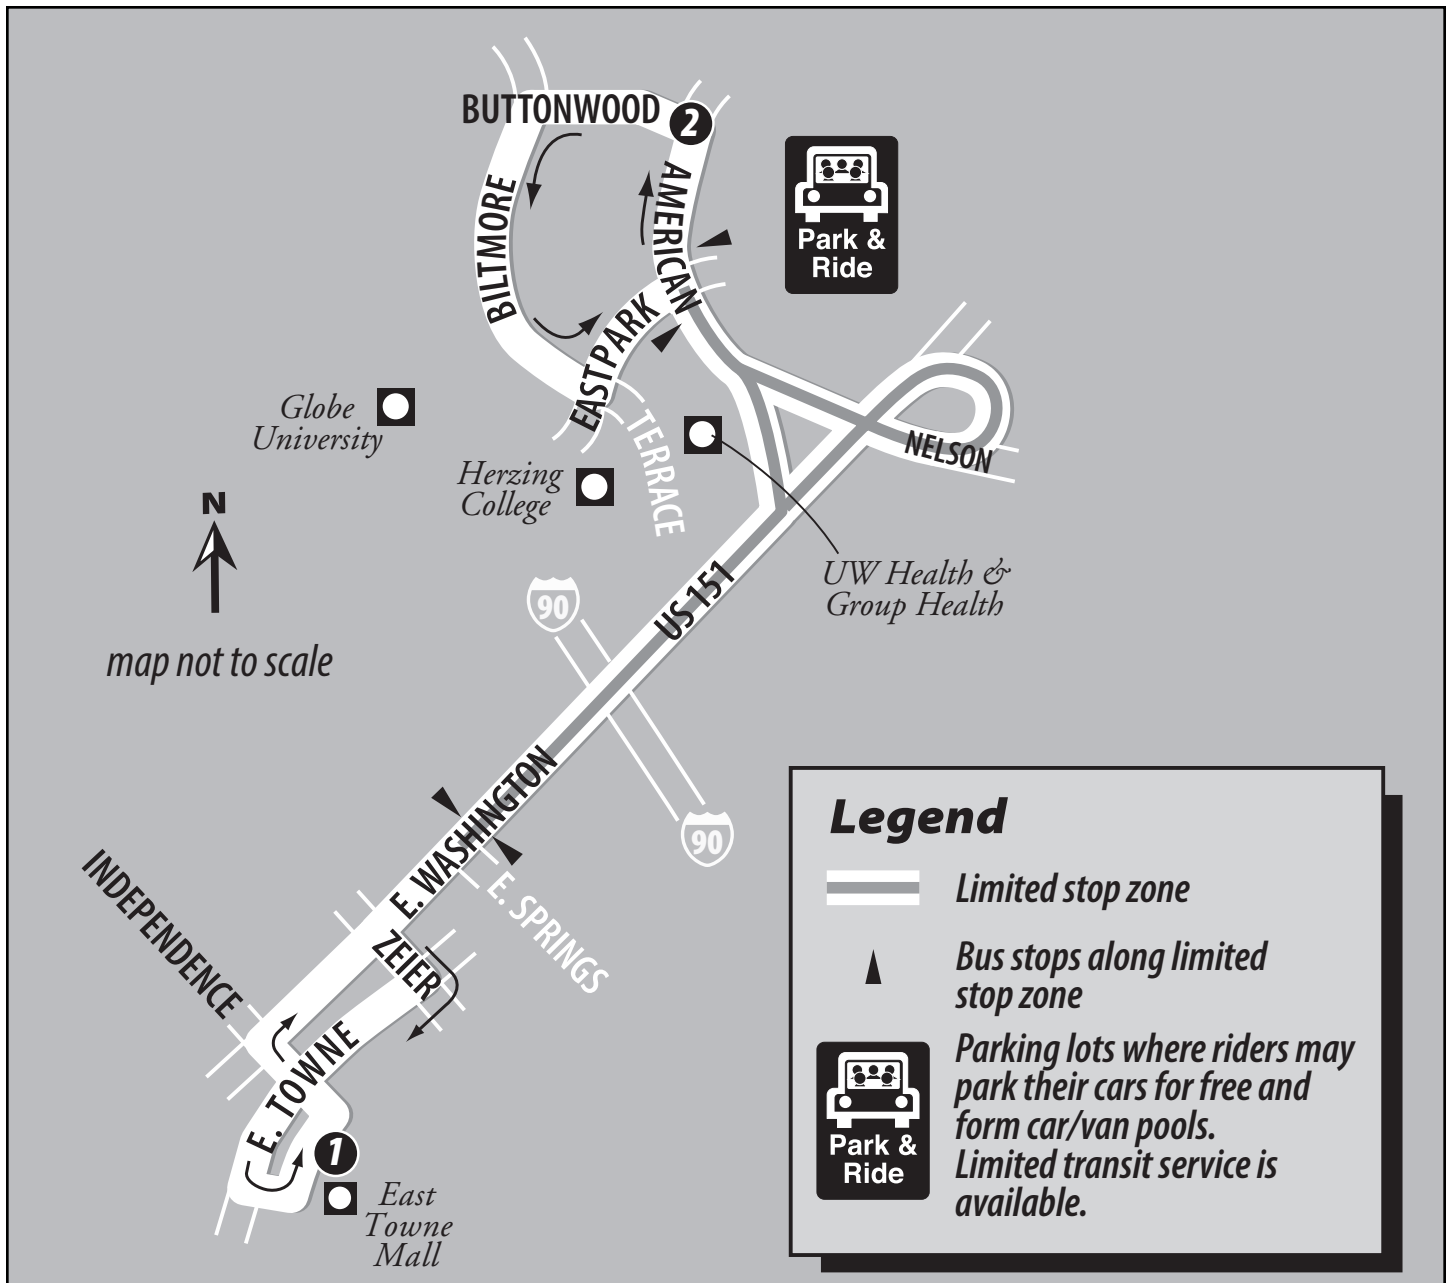 BUTTONWOOD
2
AMERICAN
BILTMORE
EASTPARK
Park &
Ride
Globe
University
Herzing
College
TERRACE
NELSON
N
map not to scale
90
US 151
UW Health &
Group Health
90
E. WASHINGTON
E. SPRINGS
INDEPENDENCE
ZEIER
E. TOWNE
1
East
Towne
Mall
Legend
Limited stop zone
Bus stops along limited
stop zone
Park &
Ride
Parking lots where riders may
park their cars for free and
form car/van pools.
Limited transit service is
available.